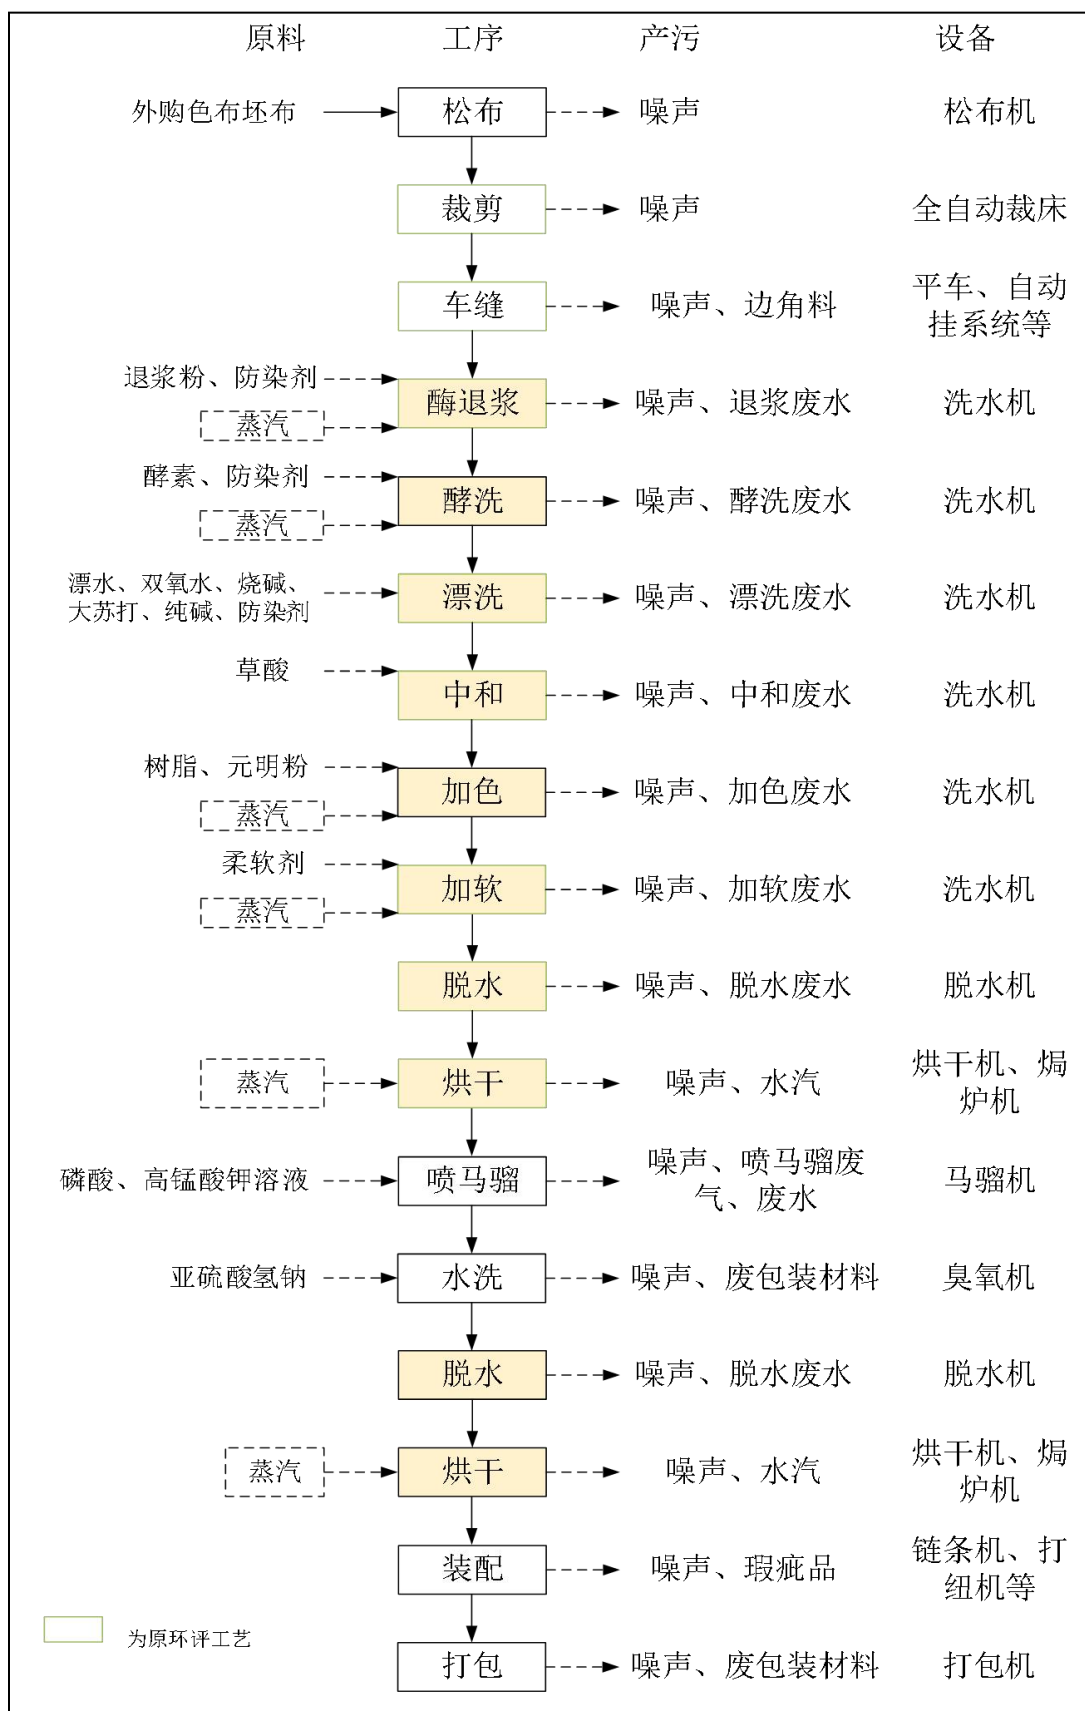 原料 工序 产污 设备
外购色布坯布 松布 噪声 松布机
裁剪 噪声 全自动裁床
车缝 噪声、边角料 平车、自动
挂系统等
退浆粉、防染剂
蒸汽 酶退浆 噪声、退浆废水 洗水机
酵素、防染剂
蒸汽 酵洗 噪声、酵洗废水 洗水机
漂水、双氧水、烧碱、
大苏打、纯碱、防染剂 漂洗 噪声、漂洗废水 洗水机
草酸 中和 噪声、中和废水 洗水机
树脂、元明粉
蒸汽 加色 噪声、加色废水 洗水机
柔软剂
蒸汽 加软 噪声、加软废水 洗水机
脱水 噪声、脱水废水 脱水机
蒸汽 烘干 噪声、水汽 烘干机、焗
炉机
磷酸、高锰酸钾溶液 喷马骝 噪声、喷马骝废
气、废水 马骝机
亚硫酸氢钠 水洗 噪声、废包装材料 臭氧机
脱水 噪声、脱水废水 脱水机
蒸汽 烘干 噪声、水汽 烘干机、焗
炉机
装配 噪声、瑕疵品 链条机、打
纽机等
为原环评工艺
打包 噪声、废包装材料 打包机